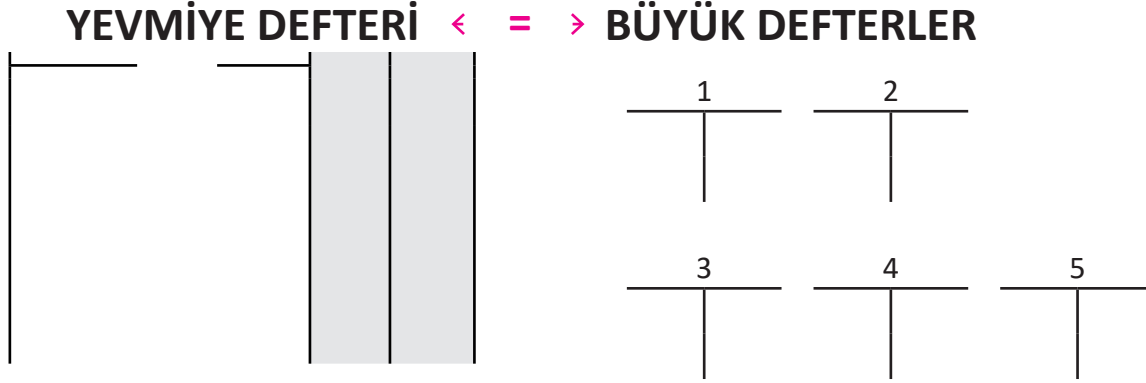 YEVMİYE DEFTERİ < = > BÜYÜK DEFTERLER
1 2
3 4 5